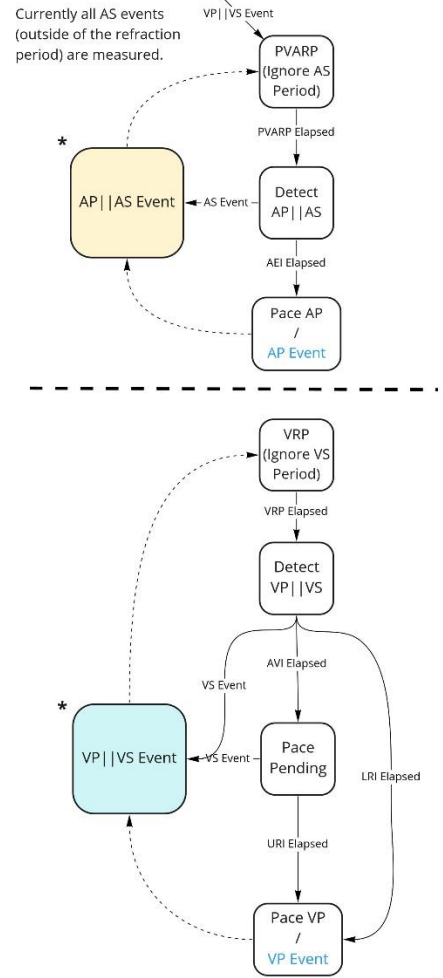 Currently all AS events
(outside of the refraction
period) are measured.
VP||VS Event
PVARP
(Ignore AS
Period)
PVARP Elapsed
*
AP||AS Event
AS Event
Detect
AP||AS
AEI Elapsed
Pace AP
/
AP Event
VRP
(Ignore VS
Period)
VRP Elapsed
Detect
VP||VS
VS Event
AVI Elapsed
*
VP||VS Event
VS Event
Pace
Pending
LRI Elapsed
URI Elapsed
Pace VP
/
VP Event